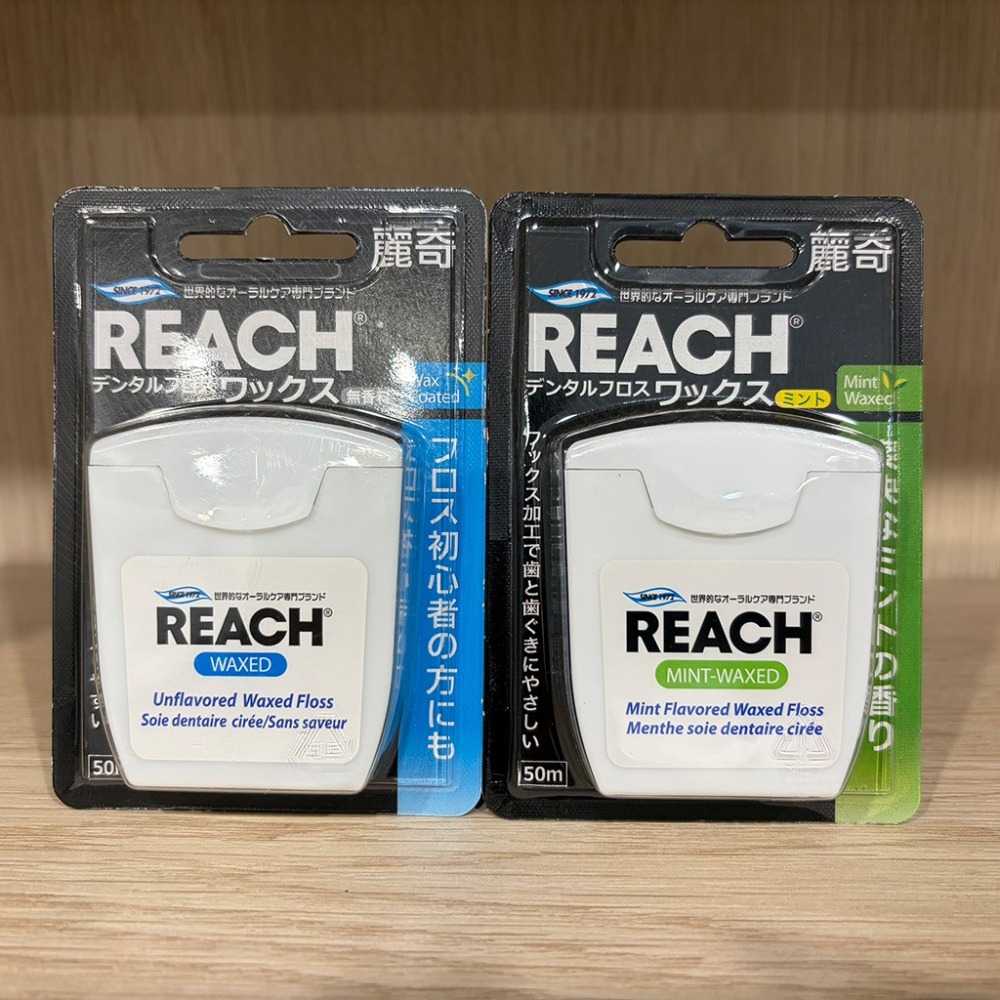 麗奇
SINCE 1972 世界的なオーラルケア専門ブランド
REACH®
デンタルフロス ワックス 無香料
Wax
Coated
フロス初心者の方にも
SINCE 1972 世界的なオーラルケア専門ブランド
REACH®
WAXED
Unflavored Waxed Floss
Soie dentaire cirée/Sans saveur
麗奇
SINCE 1972 世界的なオーラルケア専門ブランド
REACH®
デンタルフロス ワックス ミント
Mint
Waxed
ワックス加工で歯と歯ぐきにやさしい
ミントの香り
SINCE 1972 世界的なオーラルケア専門ブランド
REACH®
MINT-WAXED
Mint Flavored Waxed Floss
Menthe soie dentaire cirée
50m